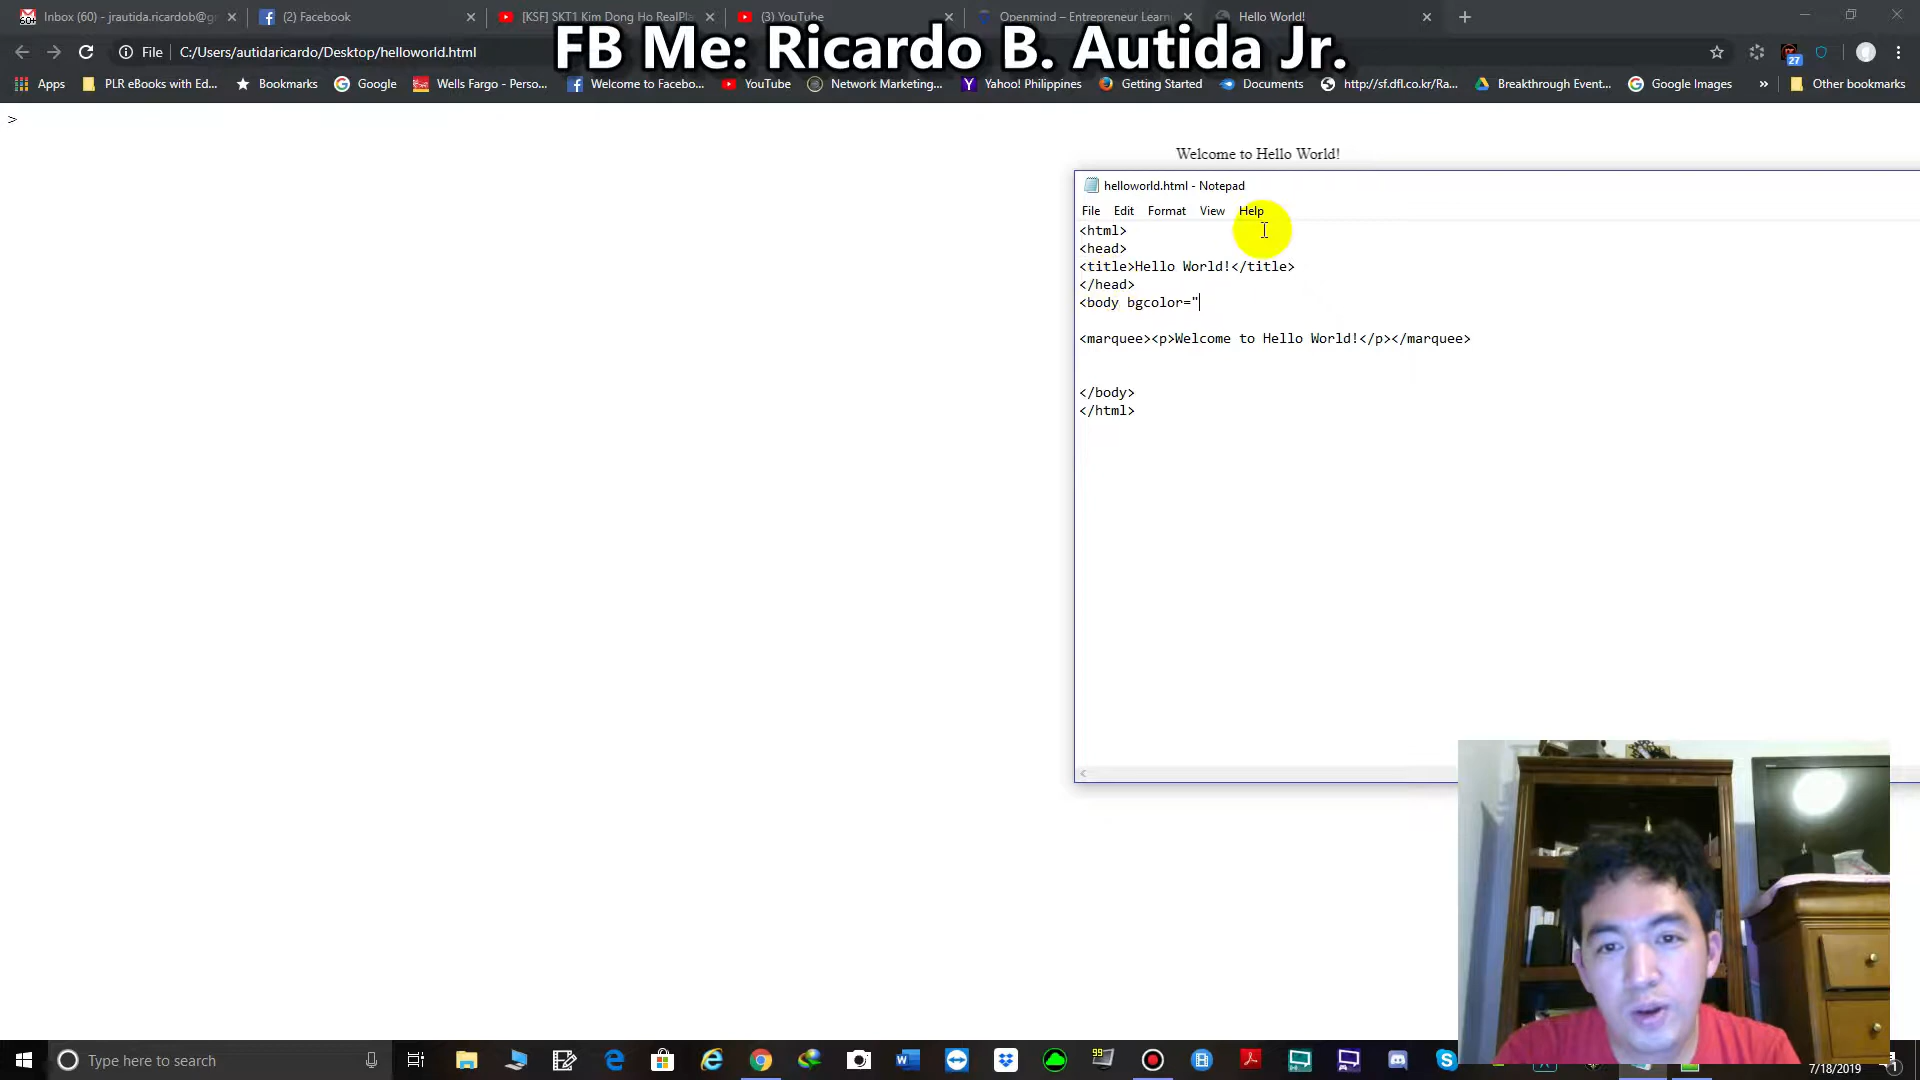 Inbox (60) - jrautida.ricardob@gr
(2) Facebook
[KSF] SKT1 Kim Dong Ho RealPla
(3) YouTube
Openmind – Entrepreneur Learni
Hello World!
File
C:/Users/autidaricardo/Desktop/helloworld.html
FB Me: Ricardo B. Autida Jr.
27
Apps
PLR eBooks with Ed...
Bookmarks
Google
Wells Fargo - Perso...
Welcome to Facebo...
YouTube
Network Marketing...
Yahoo! Philippines
Getting Started
Documents
http://sf.dfl.co.kr/Ra...
Breakthrough Event...
Google Images
»
Other bookmarks
>
Welcome to Hello World!
helloworld.html - Notepad
File Edit Format View Help
<html>
<head>
<title>Hello World!</title>
</head>
<body bgcolor="
<marquee><p>Welcome to Hello World!</p></marquee>
</body>
</html>
Type here to search
99
7/18/2019
1